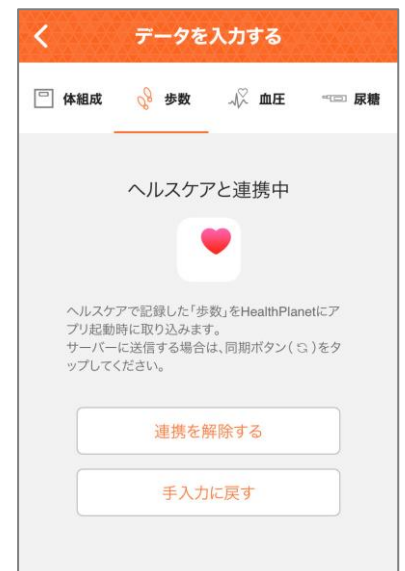 データを入力する
体組成 歩数 血圧 尿糖
ヘルスケアと連携中
ヘルスケアで記録した「歩数」をHealthPlanetにア
プリ起動時に取り込みます。
サーバーに送信する場合は、同期ボタン( )をタ
ップしてください。
連携を解除する
手入力に戻す